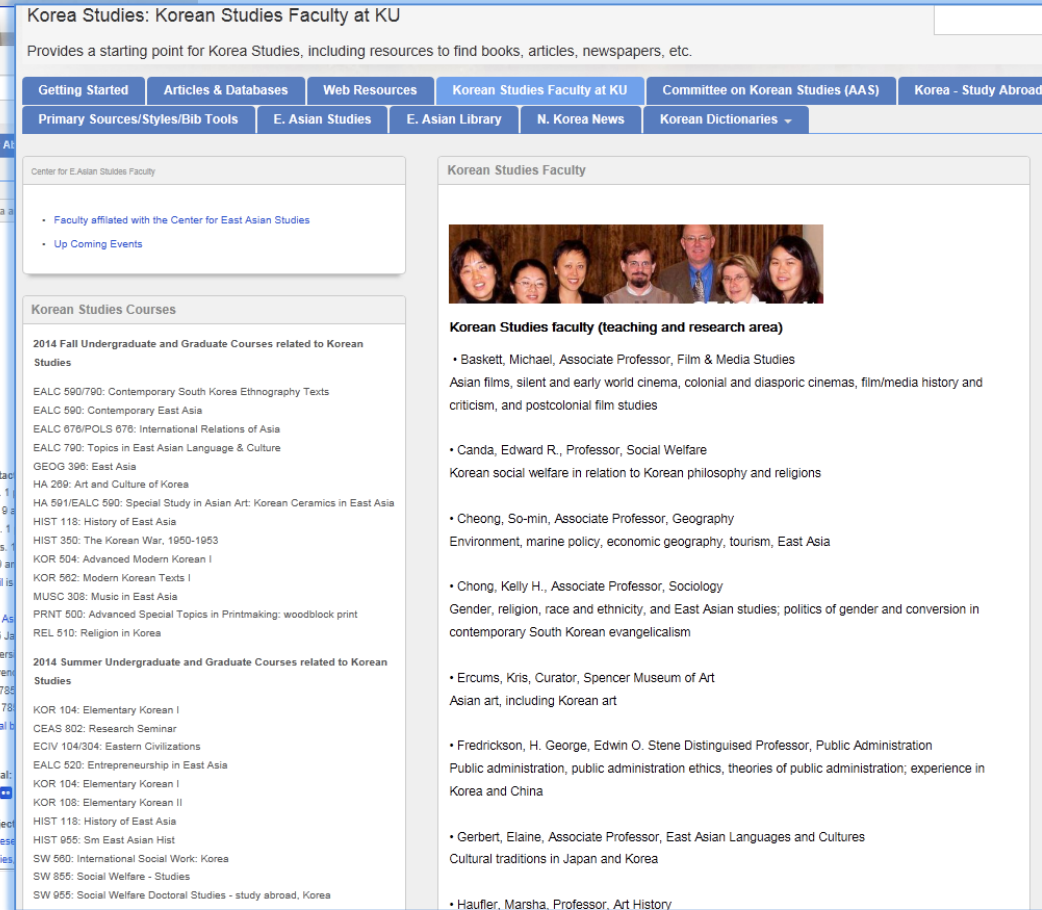 Korea Studies: Korean Studies Faculty at KU
Provides a starting point for Korea Studies, including resources to find books, articles, newspapers, etc.
Getting Started
Articles & Databases
Web Resources
Korean Studies Faculty at KU
Committee on Korean Studies (AAS)
Korea - Study Abroad
Primary Sources/Styles/Bib Tools
E. Asian Studies
E. Asian Library
N. Korea News
Korean Dictionaries
Center for E.Asian Stuides Faculty
• Faculty affilated with the Center for East Asian Studies
• Up Coming Events
Korean Studies Courses
2014 Fall Undergraduate and Graduate Courses related to Korean
Studies
EALC 590/790: Contemporary South Korea Ethnography Texts
EALC 590: Contemporary East Asia
EALC 676/POLS 676: International Relations of Asia
EALC 790: Topics in East Asian Language & Culture
GEOG 396: East Asia
HA 269: Art and Culture of Korea
HA 591/EALC 590: Special Study in Asian Art: Korean Ceramics in East Asia
HIST 118: History of East Asia
HIST 350: The Korean War, 1950-1953
KOR 504: Advanced Modern Korean I
KOR 562: Modern Korean Texts I
MUSC 308: Music in East Asia
PRNT 500: Advanced Special Topics in Printmaking: woodblock print
REL 510: Religion in Korea
2014 Summer Undergraduate and Graduate Courses related to Korean
Studies
KOR 104: Elementary Korean I
CEAS 802: Research Seminar
ECIV 104/304: Eastern Civilizations
EALC 520: Entrepreneurship in East Asia
KOR 104: Elementary Korean I
KOR 108: Elementary Korean II
HIST 118: History of East Asia
HIST 955: Sm East Asian Hist
SW 560: International Social Work: Korea
SW 855: Social Welfare - Studies
SW 955: Social Welfare Doctoral Studies - study abroad, Korea
Korean Studies Faculty
Korean Studies faculty (teaching and research area)
• Baskett, Michael, Associate Professor, Film & Media Studies
Asian films, silent and early world cinema, colonial and diasporic cinemas, film/media history and
criticism, and postcolonial film studies
• Canda, Edward R., Professor, Social Welfare
Korean social welfare in relation to Korean philosophy and religions
• Cheong, So-min, Associate Professor, Geography
Environment, marine policy, economic geography, tourism, East Asia
• Chong, Kelly H., Associate Professor, Sociology
Gender, religion, race and ethnicity, and East Asian studies; politics of gender and conversion in
contemporary South Korean evangelicalism
• Ercums, Kris, Curator, Spencer Museum of Art
Asian art, including Korean art
• Fredrickson, H. George, Edwin O. Stene Distinguised Professor, Public Administration
Public administration, public administration ethics, theories of public administration; experience in
Korea and China
• Gerbert, Elaine, Associate Professor, East Asian Languages and Cultures
Cultural traditions in Japan and Korea
• Haufler, Marsha, Professor, Art History